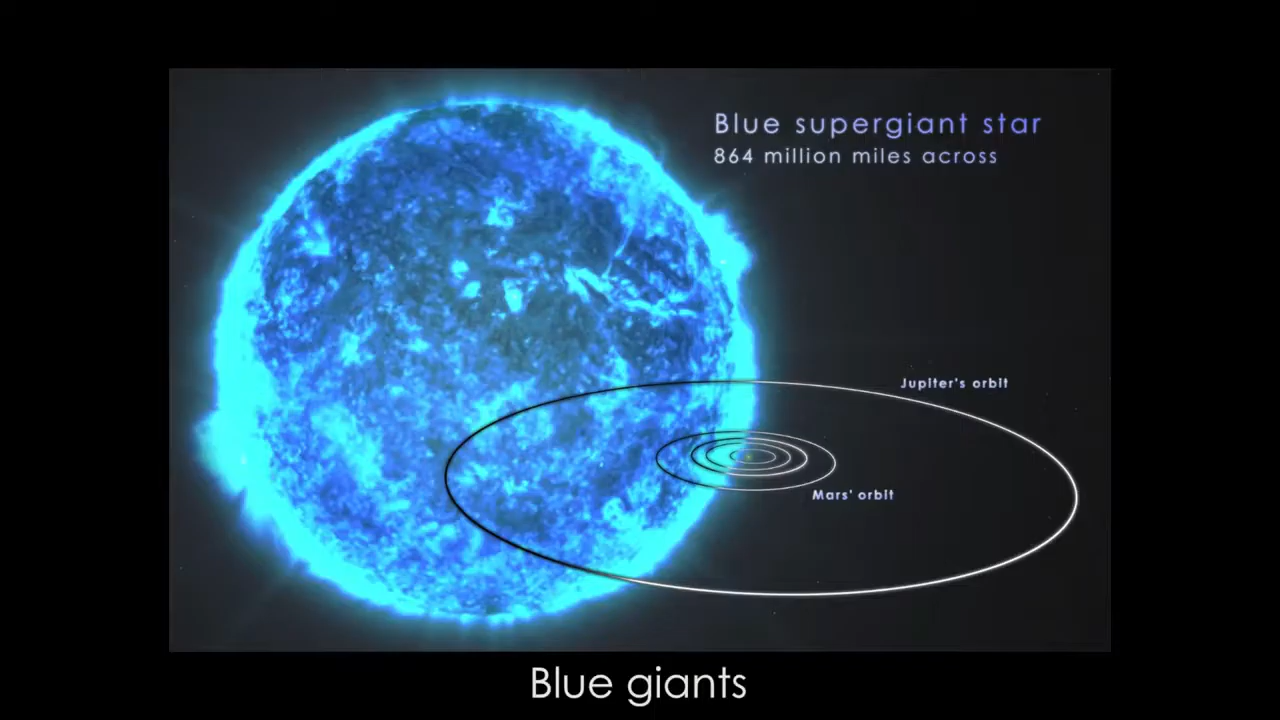 Blue supergiant star
864 million miles across
Jupiter's orbit
Mars' orbit
Blue giants